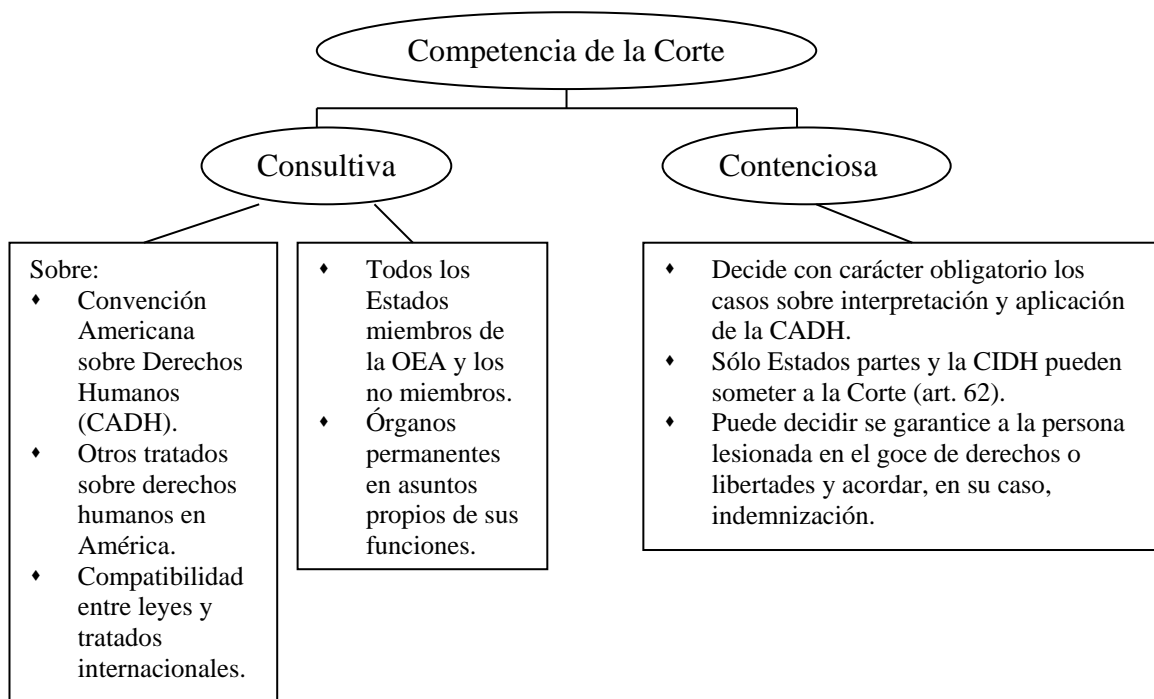 Competencia de la Corte
Consultiva
Contenciosa
Sobre:
♦ Convención
Americana
sobre Derechos
Humanos
(CADH).
♦ Otros tratados
sobre derechos
humanos en
América.
♦ Compatibilidad
entre leyes y
tratados
internacionales.
♦ Todos los
Estados
miembros de
la OEA y los
no miembros.
♦ Órganos
permanentes
en asuntos
propios de sus
funciones.
♦ Decide con carácter obligatorio los
casos sobre interpretación y aplicación
de la CADH.
♦ Sólo Estados partes y la CIDH pueden
someter a la Corte (art. 62).
♦ Puede decidir se garantice a la persona
lesionada en el goce de derechos o
libertades y acordar, en su caso,
indemnización.